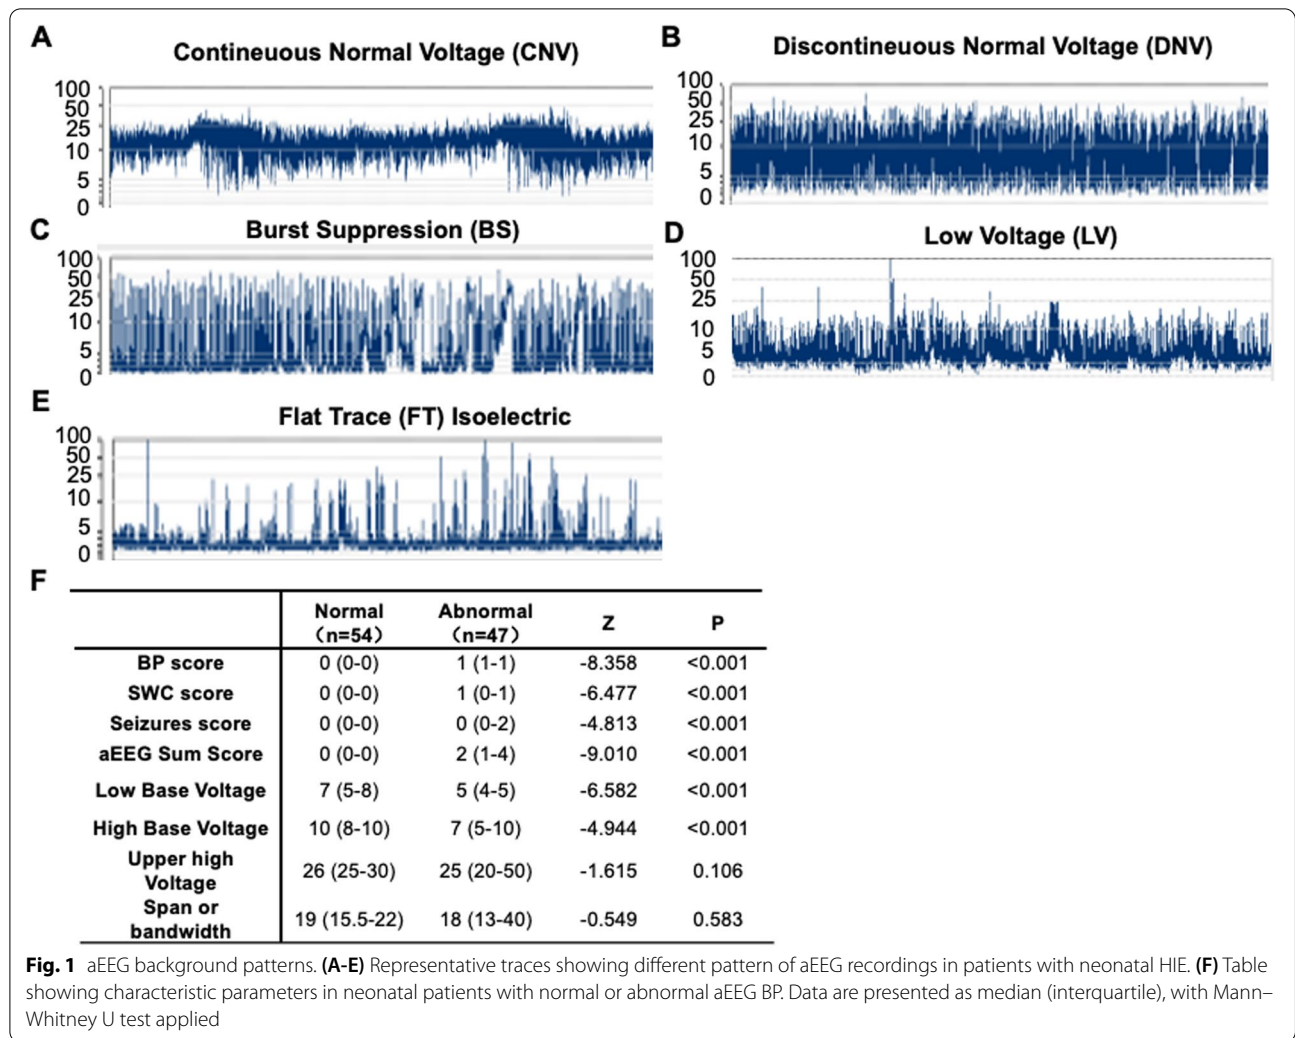 A
Contineuous Normal Voltage (CNV)
100
50
25
10
5
0
B
Discontineuous Normal Voltage (DNV)
100
50
25
10
5
0
C
Burst Suppression (BS)
100
50
25
10
5
0
D
Low Voltage (LV)
100
50
25
10
5
0
E
Flat Trace (FT) Isoelectric
100
50
25
10
5
0
F
Normal (n=54) Abnormal (n=47) Z P
BP score 0 (0-0) 1 (1-1) -8.358 <0.001
SWC score 0 (0-0) 1 (0-1) -6.477 <0.001
Seizures score 0 (0-0) 0 (0-2) -4.813 <0.001
aEEG Sum Score 0 (0-0) 2 (1-4) -9.010 <0.001
Low Base Voltage 7 (5-8) 5 (4-5) -6.582 <0.001
High Base Voltage 10 (8-10) 7 (5-10) -4.944 <0.001
Upper high Voltage 26 (25-30) 25 (20-50) -1.615 0.106
Span or bandwidth 19 (15.5-22) 18 (13-40) -0.549 0.583
Fig. 1 aEEG background patterns. (A-E) Representative traces showing different pattern of aEEG recordings in patients with neonatal HIE. (F) Table
showing characteristic parameters in neonatal patients with normal or abnormal aEEG BP. Data are presented as median (interquartile), with Mann–
Whitney U test applied